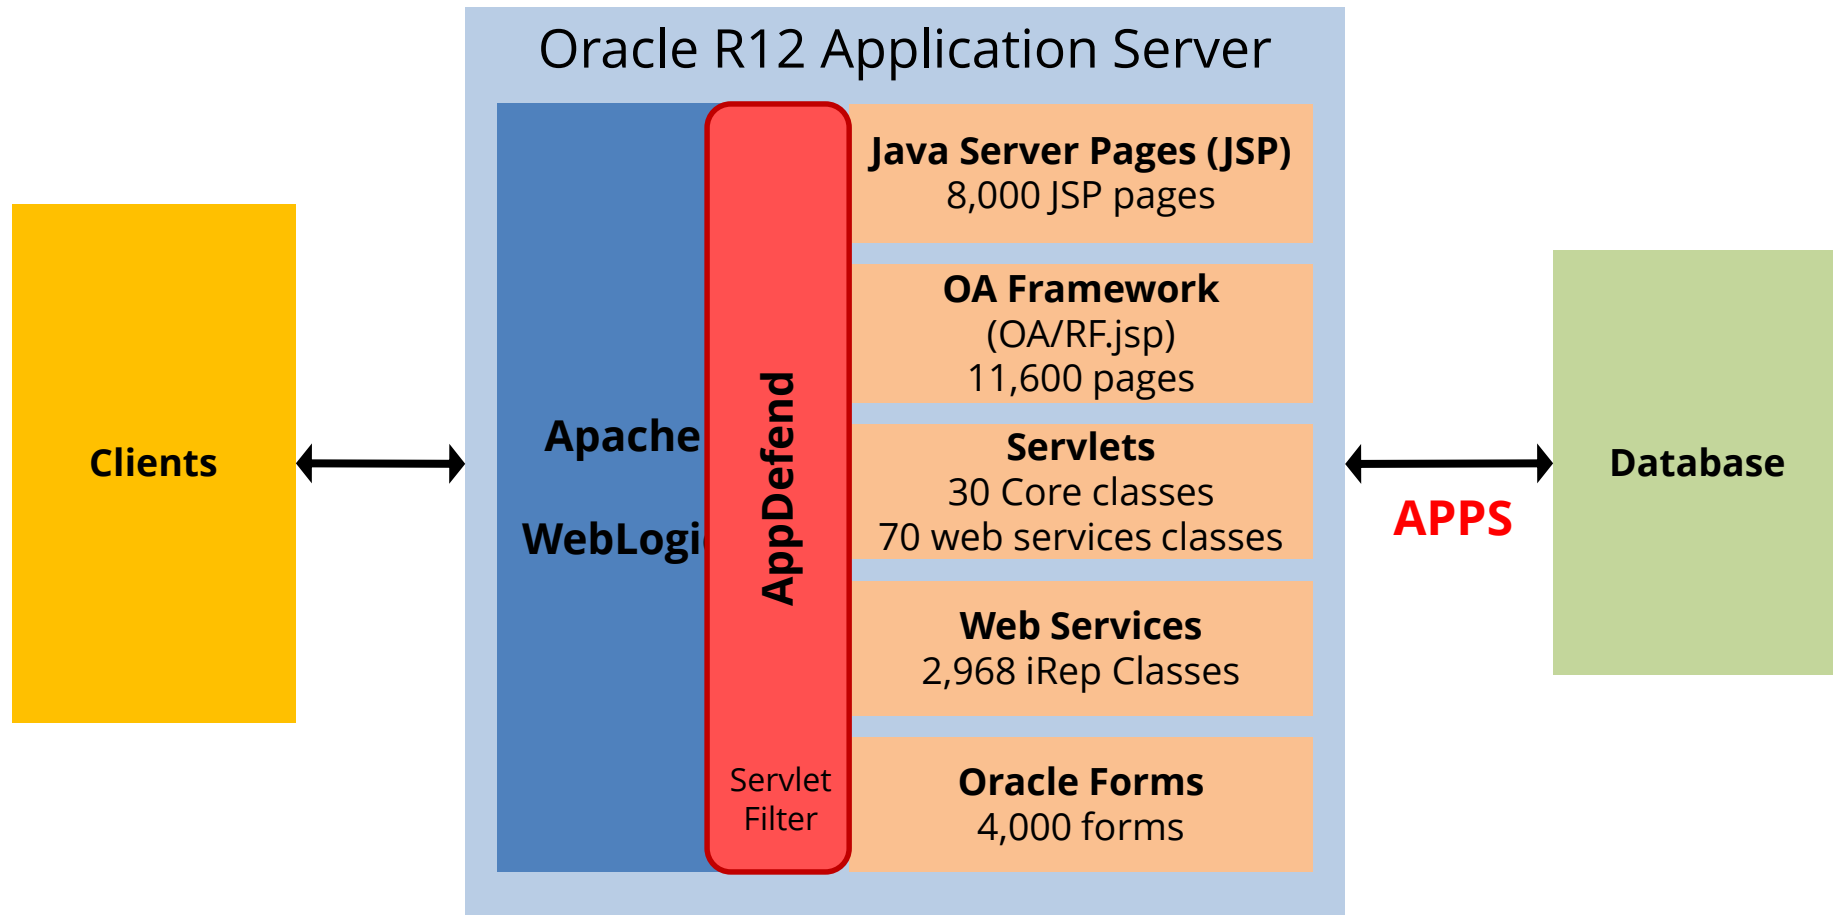 Oracle R12 Application Server
Clients
Apache
WebLogi
AppDefend
Servlet
Filter
Java Server Pages (JSP)
8,000 JSP pages
OA Framework
(OA/RF.jsp)
11,600 pages
Servlets
30 Core classes
70 web services classes
Web Services
2,968 iRep Classes
Oracle Forms
4,000 forms
APPS
Database